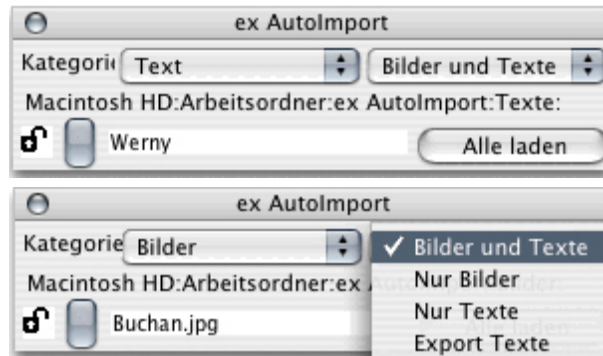 ex AutoImport
Kategorie Text Bilder und Texte
Macintosh HD:Arbeitsordner:ex AutoImport:Texte:
Werny Alle laden
ex AutoImport
Kategorie Bilder ✓ Bilder und Texte
Macintosh HD:Arbeitsordner:ex
Nur Bilder
Buchan.jpg
Nur Texte
Export Texte